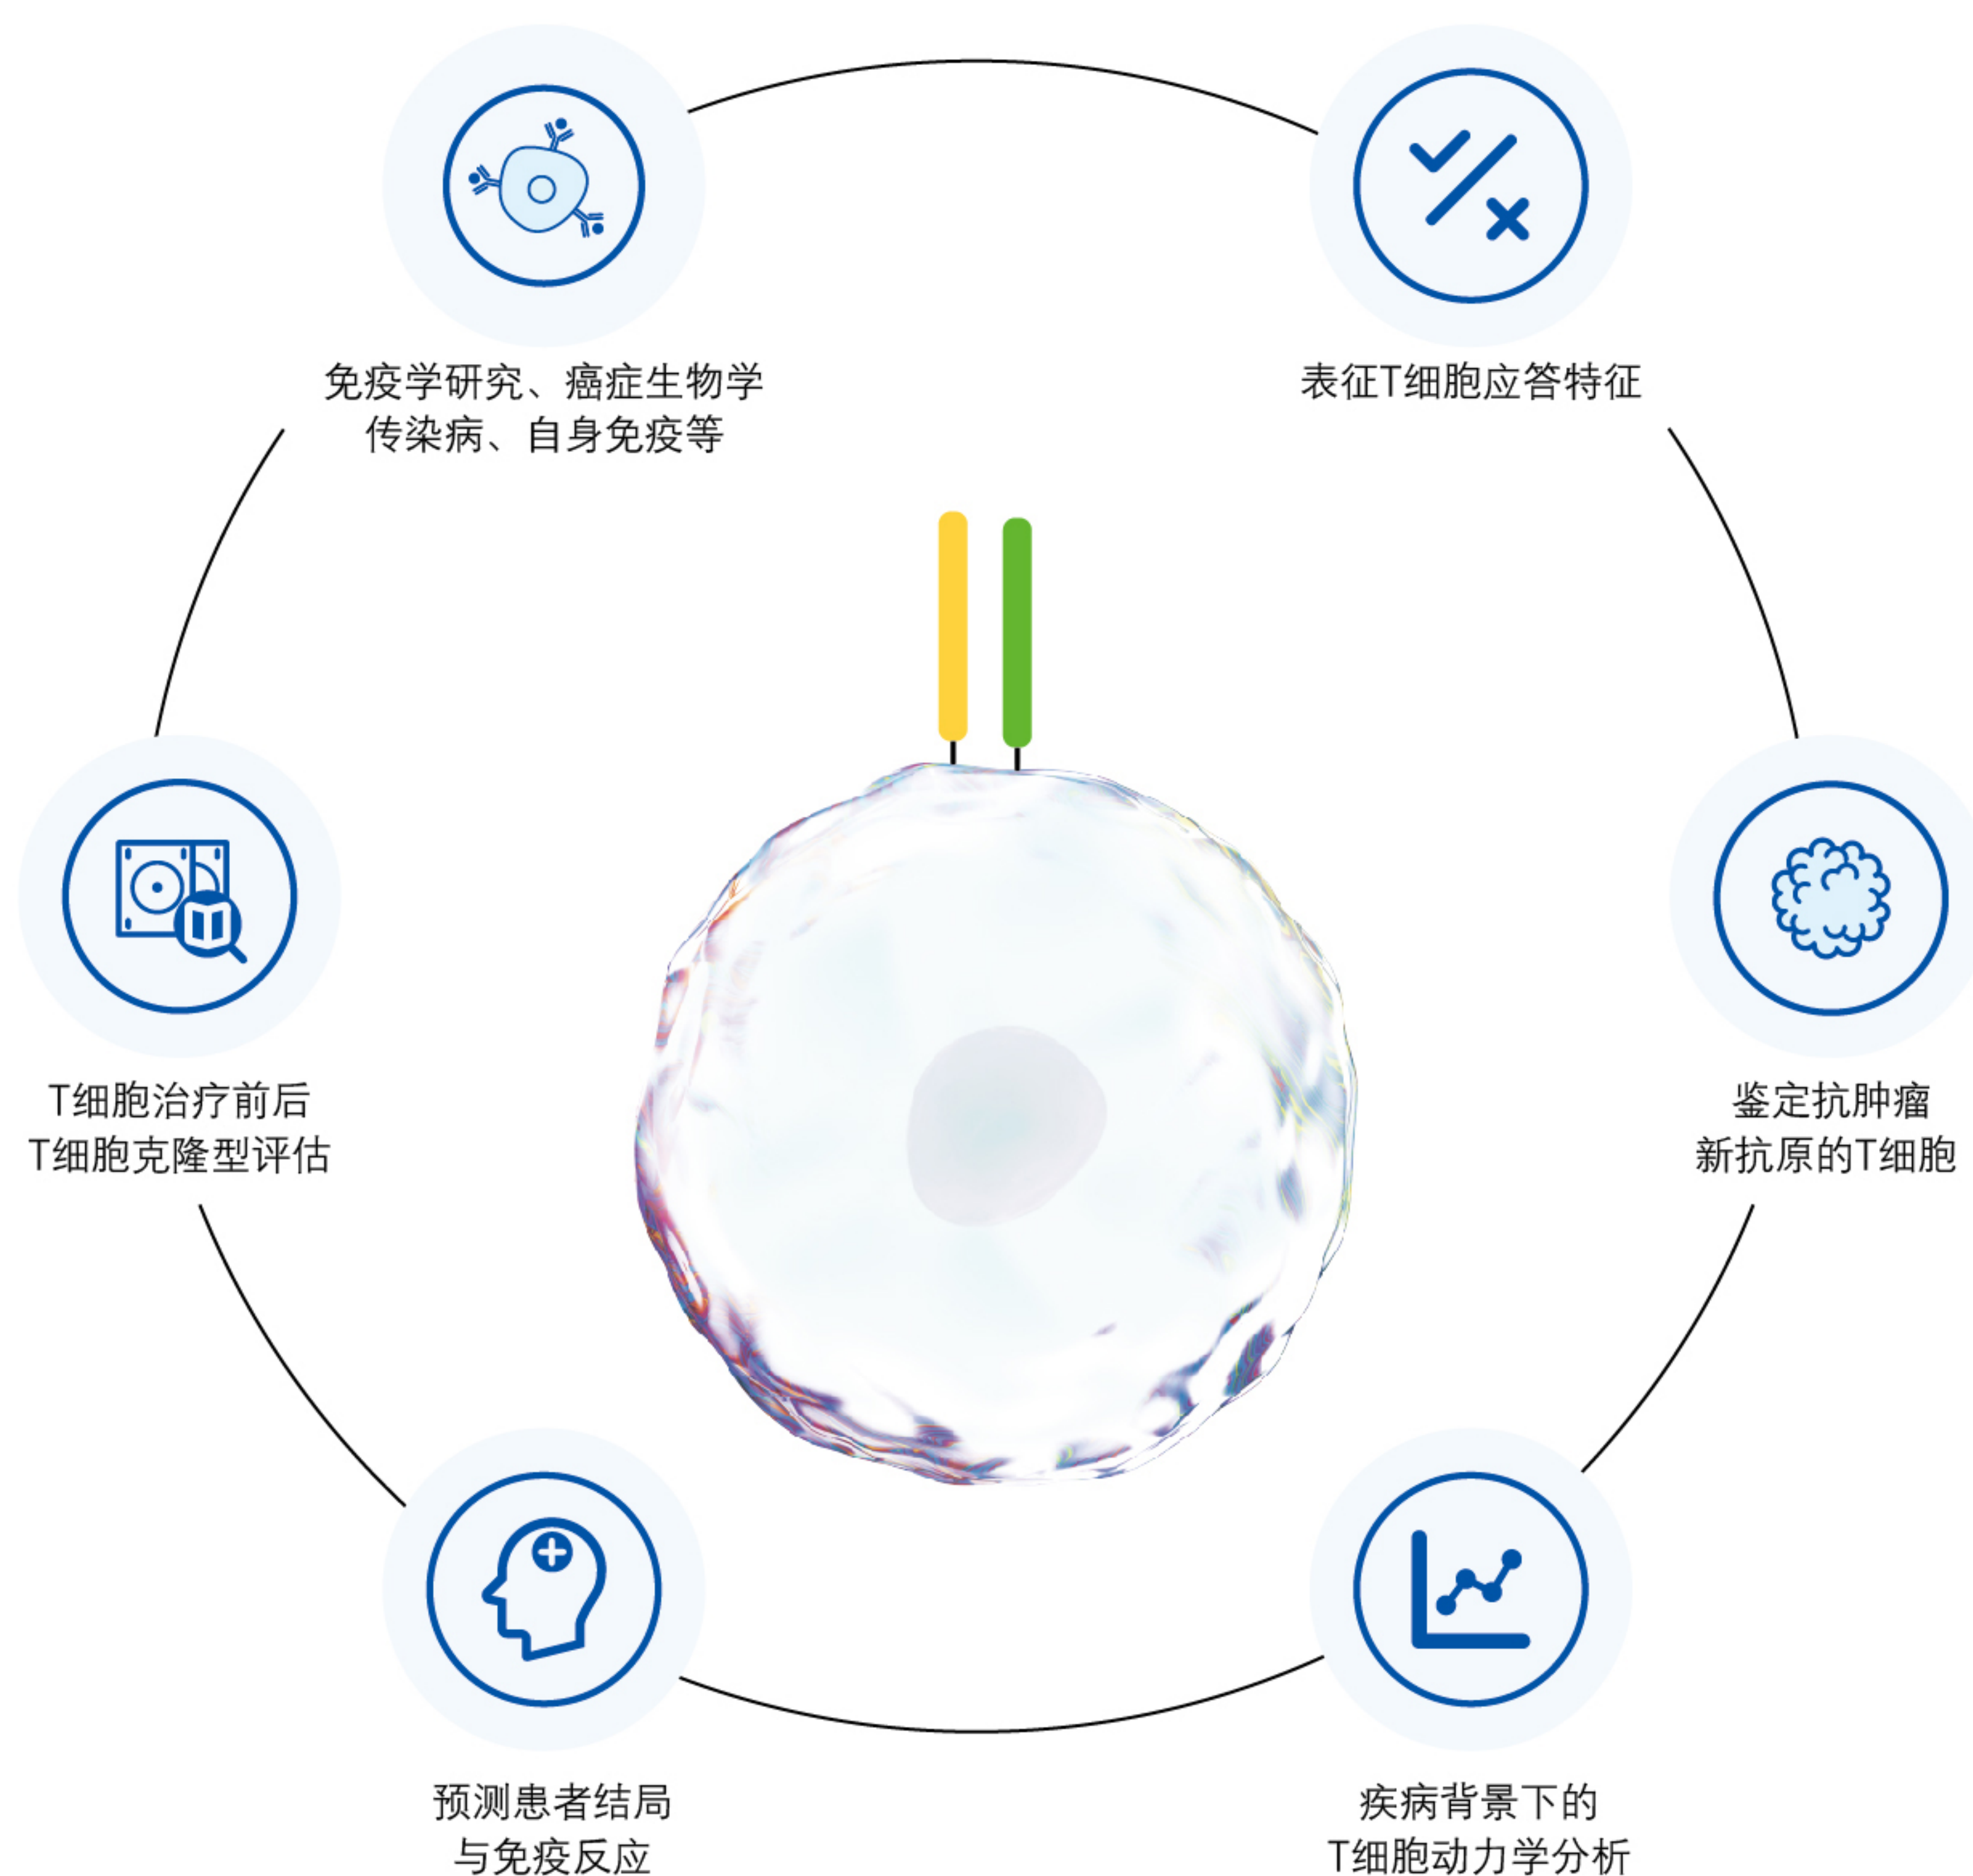 免疫学研究、癌症生物学
传染病、自身免疫等
表征T细胞应答特征
T细胞治疗前后
T细胞克隆型评估
鉴定抗肿瘤
新抗原的T细胞
预测患者结局
与免疫反应
疾病背景下的
T细胞动力学分析